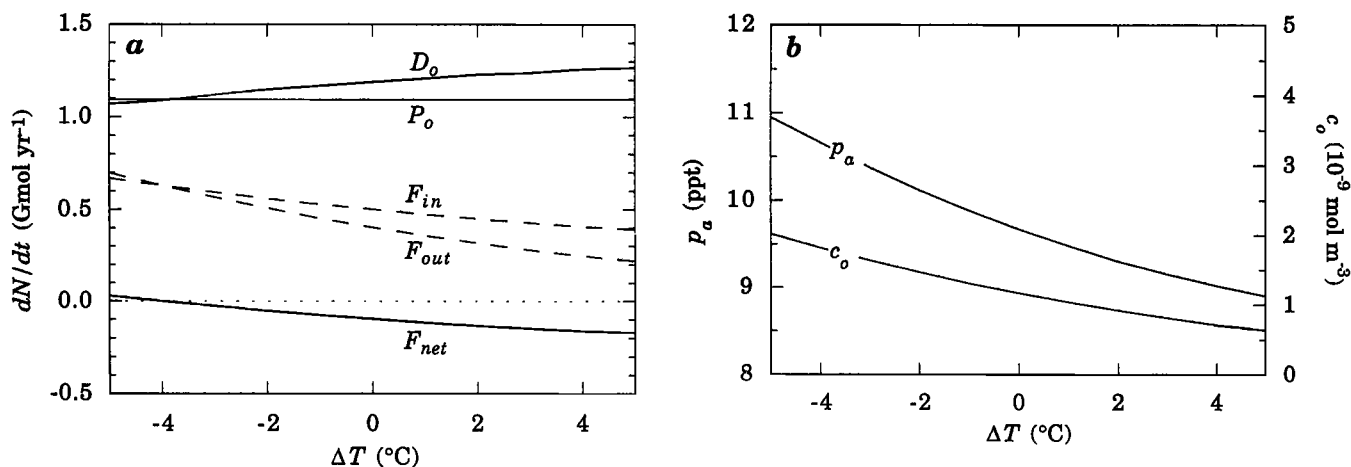 a
1.5
1.0
0.5
0.0
-0.5
dN/dt (Gmol yr⁻¹)
D_o
P_o
F_in
F_out
F_net
-4 -2 0 2 4
ΔT (°C)
b
12
11
10
9
8
p_a (ppt)
p_a
c_o
5
4
3
2
1
0
c_o (10⁻⁹ mol m⁻³)
-4 -2 0 2 4
ΔT (°C)